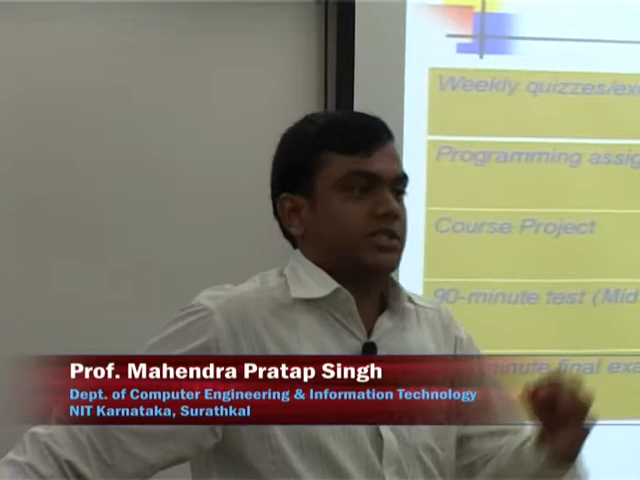 Weekly quizzes/ex
Programming assig
Course Project
90-minute test (Mid
minute final exa
Prof. Mahendra Pratap Singh
Dept. of Computer Engineering & Information Technology
NIT Karnataka, Surathkal